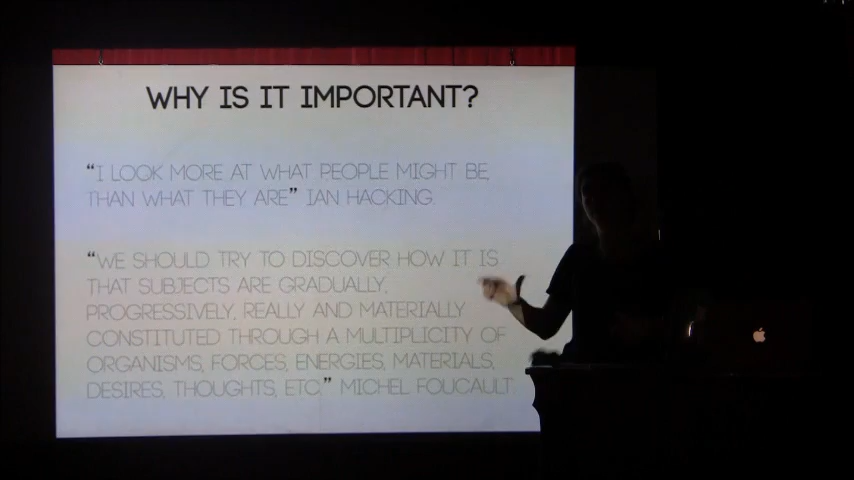 WHY IS IT IMPORTANT?
“I LOOK MORE AT WHAT PEOPLE MIGHT BE,
THAN WHAT THEY ARE” IAN HACKING.
“WE SHOULD TRY TO DISCOVER HOW IT IS
THAT SUBJECTS ARE GRADUALLY,
PROGRESSIVELY, REALLY AND MATERIALLY
CONSTITUTED THROUGH A MULTIPLICITY OF
ORGANISMS, FORCES, ENERGIES, MATERIALS,
DESIRES, THOUGHTS, ETC.” MICHEL FOUCAULT.